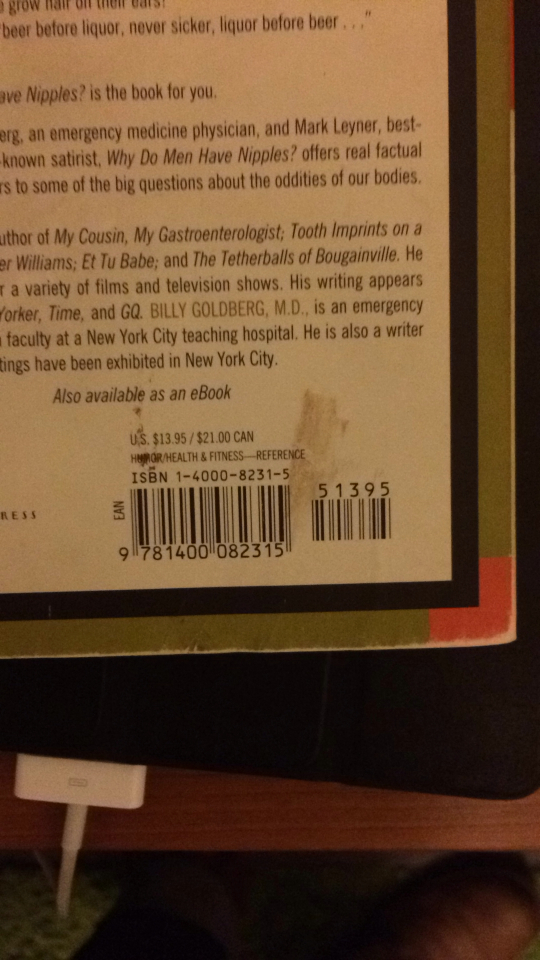 e grow hair on their ears?
"beer before liquor, never sicker, liquor before beer . . ."
ave Nipples? is the book for you.
erg, an emergency medicine physician, and Mark Leyner, best-
-known satirist, Why Do Men Have Nipples? offers real factual
rs to some of the big questions about the oddities of our bodies.
uthor of My Cousin, My Gastroenterologist; Tooth Imprints on a
er Williams; Et Tu Babe; and The Tetherballs of Bougainville. He
r a variety of films and television shows. His writing appears
Yorker, Time, and GQ. BILLY GOLDBERG, M.D., is an emergency
n faculty at a New York City teaching hospital. He is also a writer
tings have been exhibited in New York City.
Also available as an eBook
U.S. $13.95 / $21.00 CAN
HUMOR/HEALTH & FITNESS—REFERENCE
ISBN 1-4000-8231-5
51395
EAN
RESS
9 781400 082315